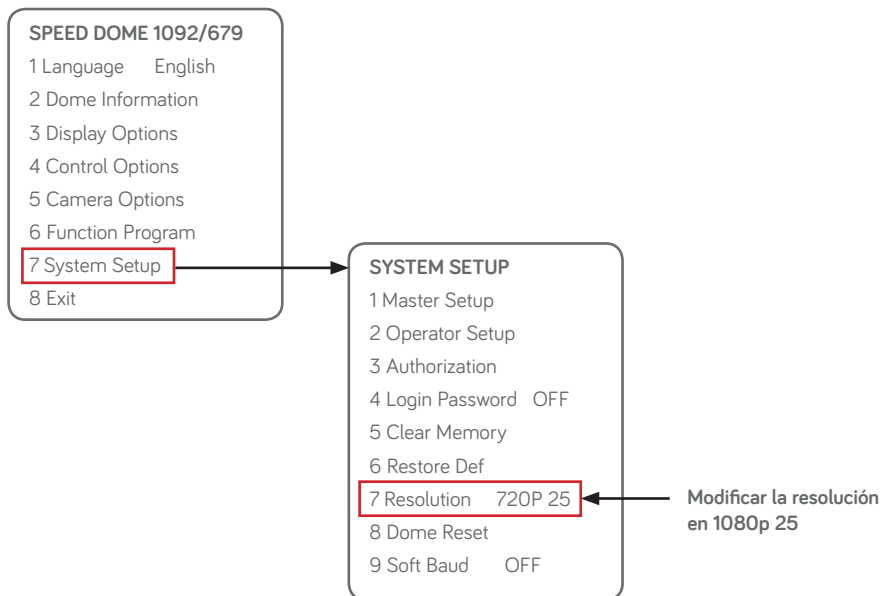 SPEED DOME 1092/679
1 Language English
2 Dome Information
3 Display Options
4 Control Options
5 Camera Options
6 Function Program
7 System Setup
8 Exit
SYSTEM SETUP
1 Master Setup
2 Operator Setup
3 Authorization
4 Login Password OFF
5 Clear Memory
6 Restore Def
7 Resolution 720P 25
8 Dome Reset
9 Soft Baud OFF
Modificar la resolución
en 1080p 25